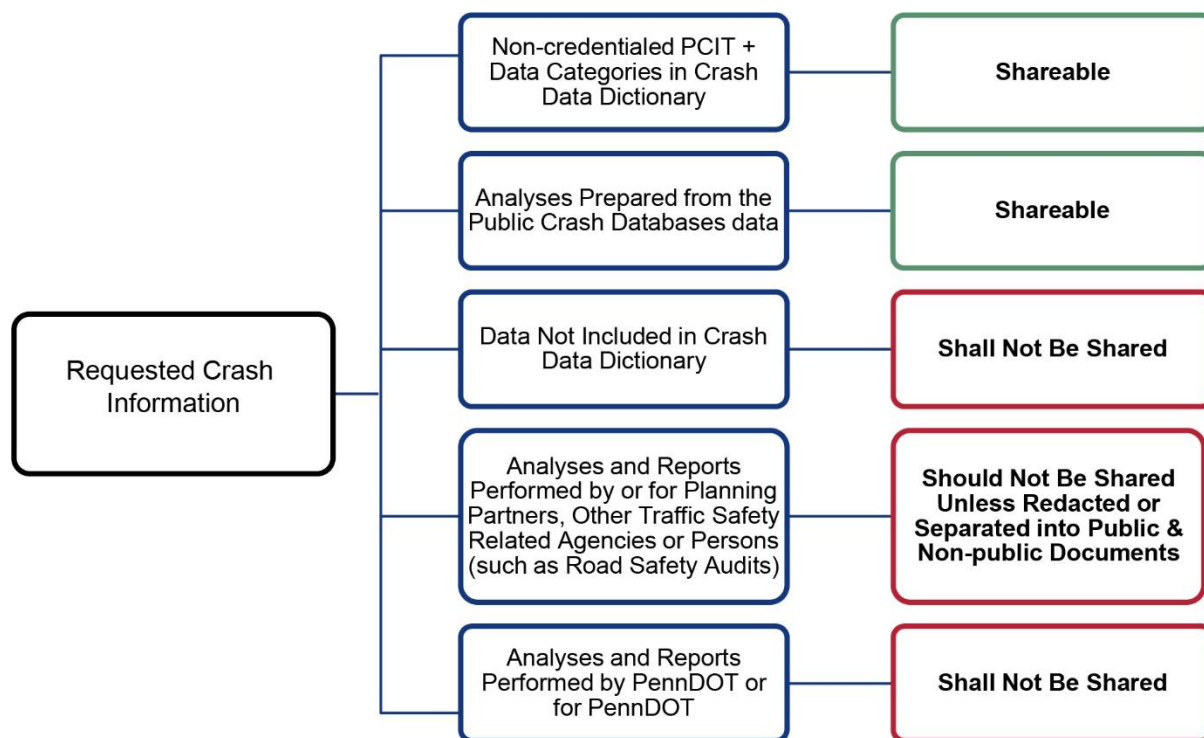 Requested Crash
Information
Non-credentialed PCIT +
Data Categories in Crash
Data Dictionary
Shareable
Analyses Prepared from the
Public Crash Databases data
Shareable
Data Not Included in Crash
Data Dictionary
Shall Not Be Shared
Analyses and Reports
Performed by or for Planning
Partners, Other Traffic Safety
Related Agencies or Persons
(such as Road Safety Audits)
Should Not Be Shared
Unless Redacted or
Separated into Public &
Non-public Documents
Analyses and Reports
Performed by PennDOT or
for PennDOT
Shall Not Be Shared